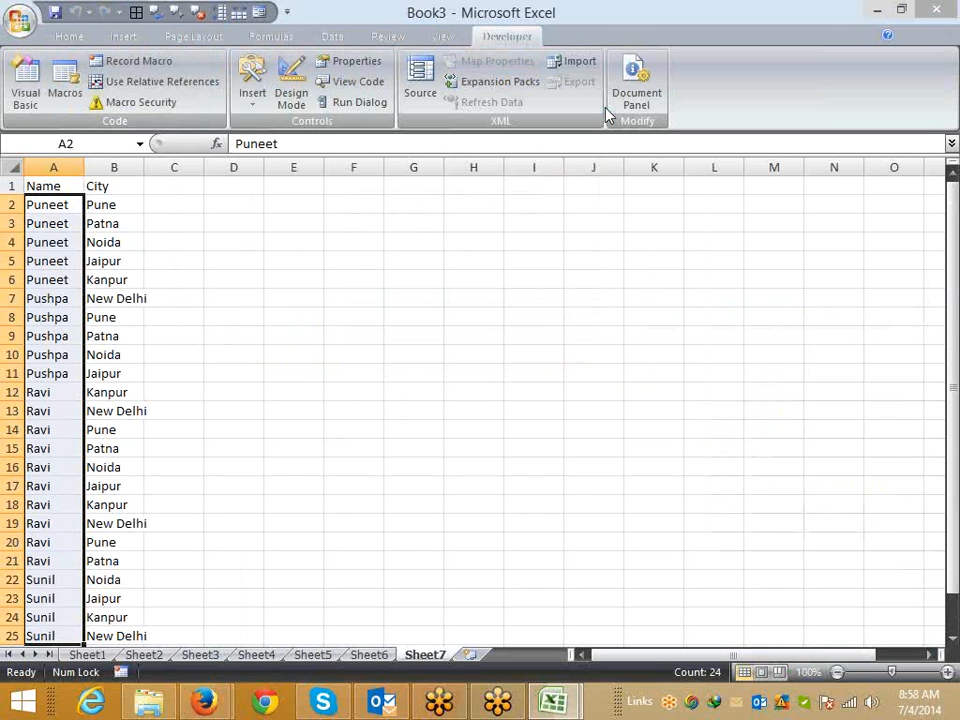 Book3 - Microsoft Excel
Home Insert Page Layout Formulas Data Review View Developer
Visual Basic
Macros
Record Macro
Use Relative References
Macro Security
Code
Insert
Design Mode
Properties
View Code
Run Dialog
Controls
Source
Map Properties
Expansion Packs
Refresh Data
Import
Export
XML
Document Panel
Modify
A2 fx Puneet
A B C D E F G H I J K L M N O
1 Name City
2 Puneet Pune
3 Puneet Patna
4 Puneet Noida
5 Puneet Jaipur
6 Puneet Kanpur
7 Pushpa New Delhi
8 Pushpa Pune
9 Pushpa Patna
10 Pushpa Noida
11 Pushpa Jaipur
12 Ravi Kanpur
13 Ravi New Delhi
14 Ravi Pune
15 Ravi Patna
16 Ravi Noida
17 Ravi Jaipur
18 Ravi Kanpur
19 Ravi New Delhi
20 Ravi Pune
21 Ravi Patna
22 Sunil Noida
23 Sunil Jaipur
24 Sunil Kanpur
25 Sunil New Delhi
Sheet1 Sheet2 Sheet3 Sheet4 Sheet5 Sheet6 Sheet7
Ready Num Lock Count: 24 100%
Links 8:58 AM
7/4/2014